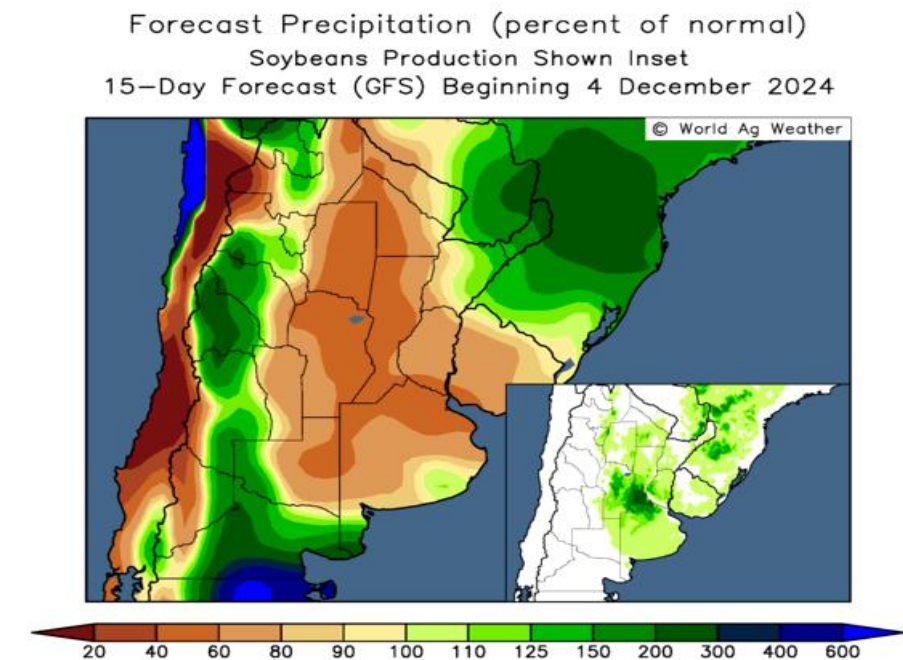 Forecast Precipitation (percent of normal)
Soybeans Production Shown Inset
15-Day Forecast (GFS) Beginning 4 December 2024
© World Ag Weather
20 40 60 80 90 100 110 125 150 200 300 400 600